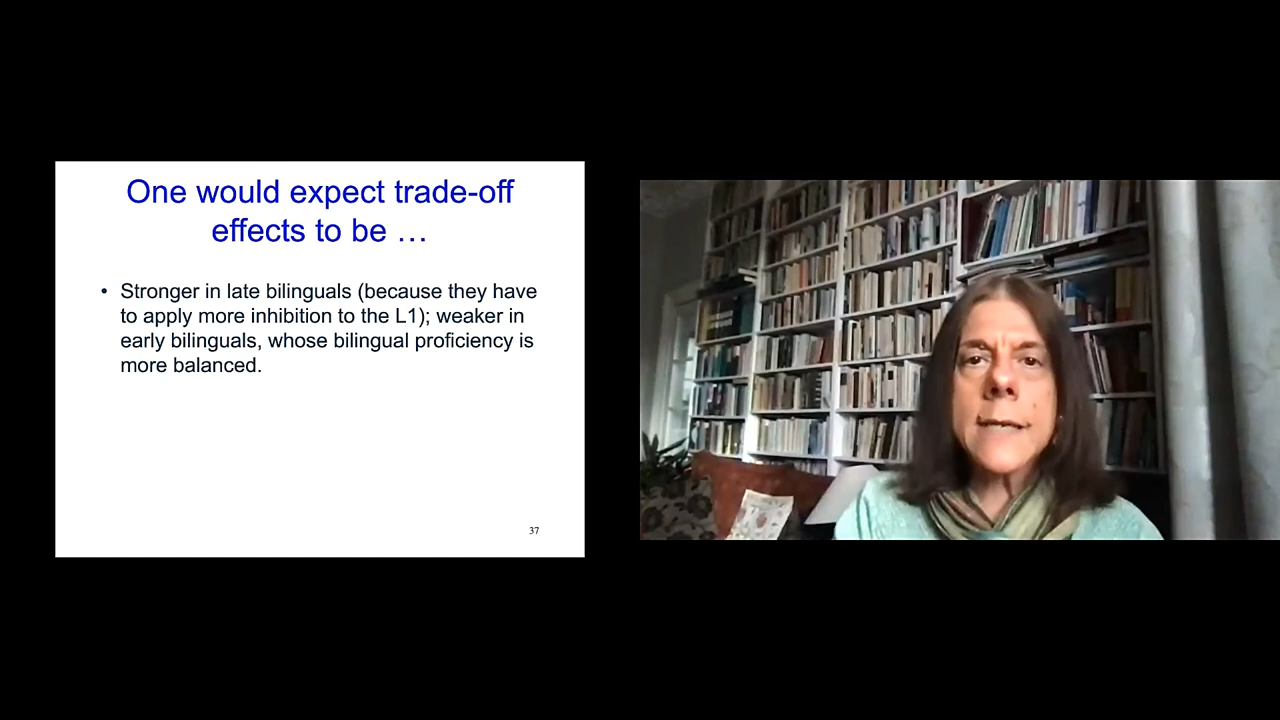 One would expect trade-off
effects to be …
• Stronger in late bilinguals (because they have
to apply more inhibition to the L1); weaker in
early bilinguals, whose bilingual proficiency is
more balanced.
37